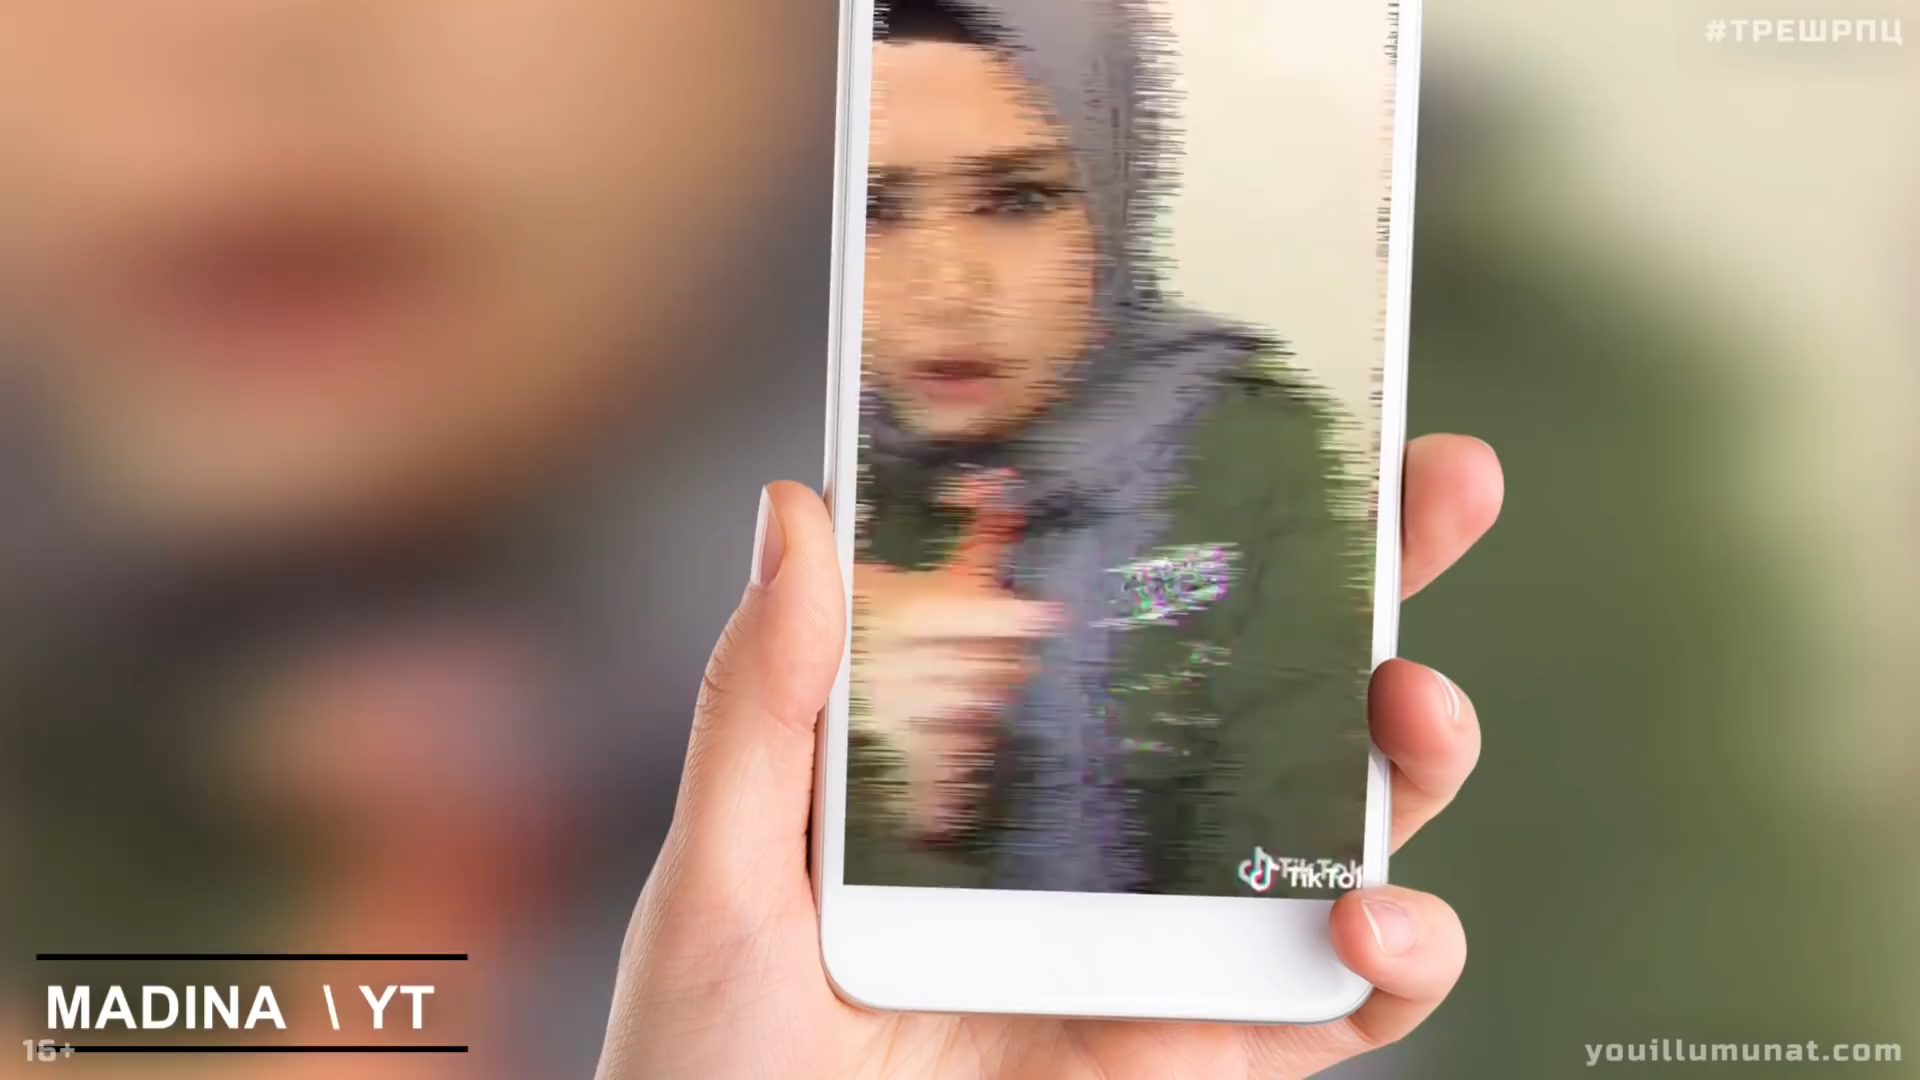 #ТРЕШРПЦ
TikTok
MADINA \ YT
16+
youillumunat.com